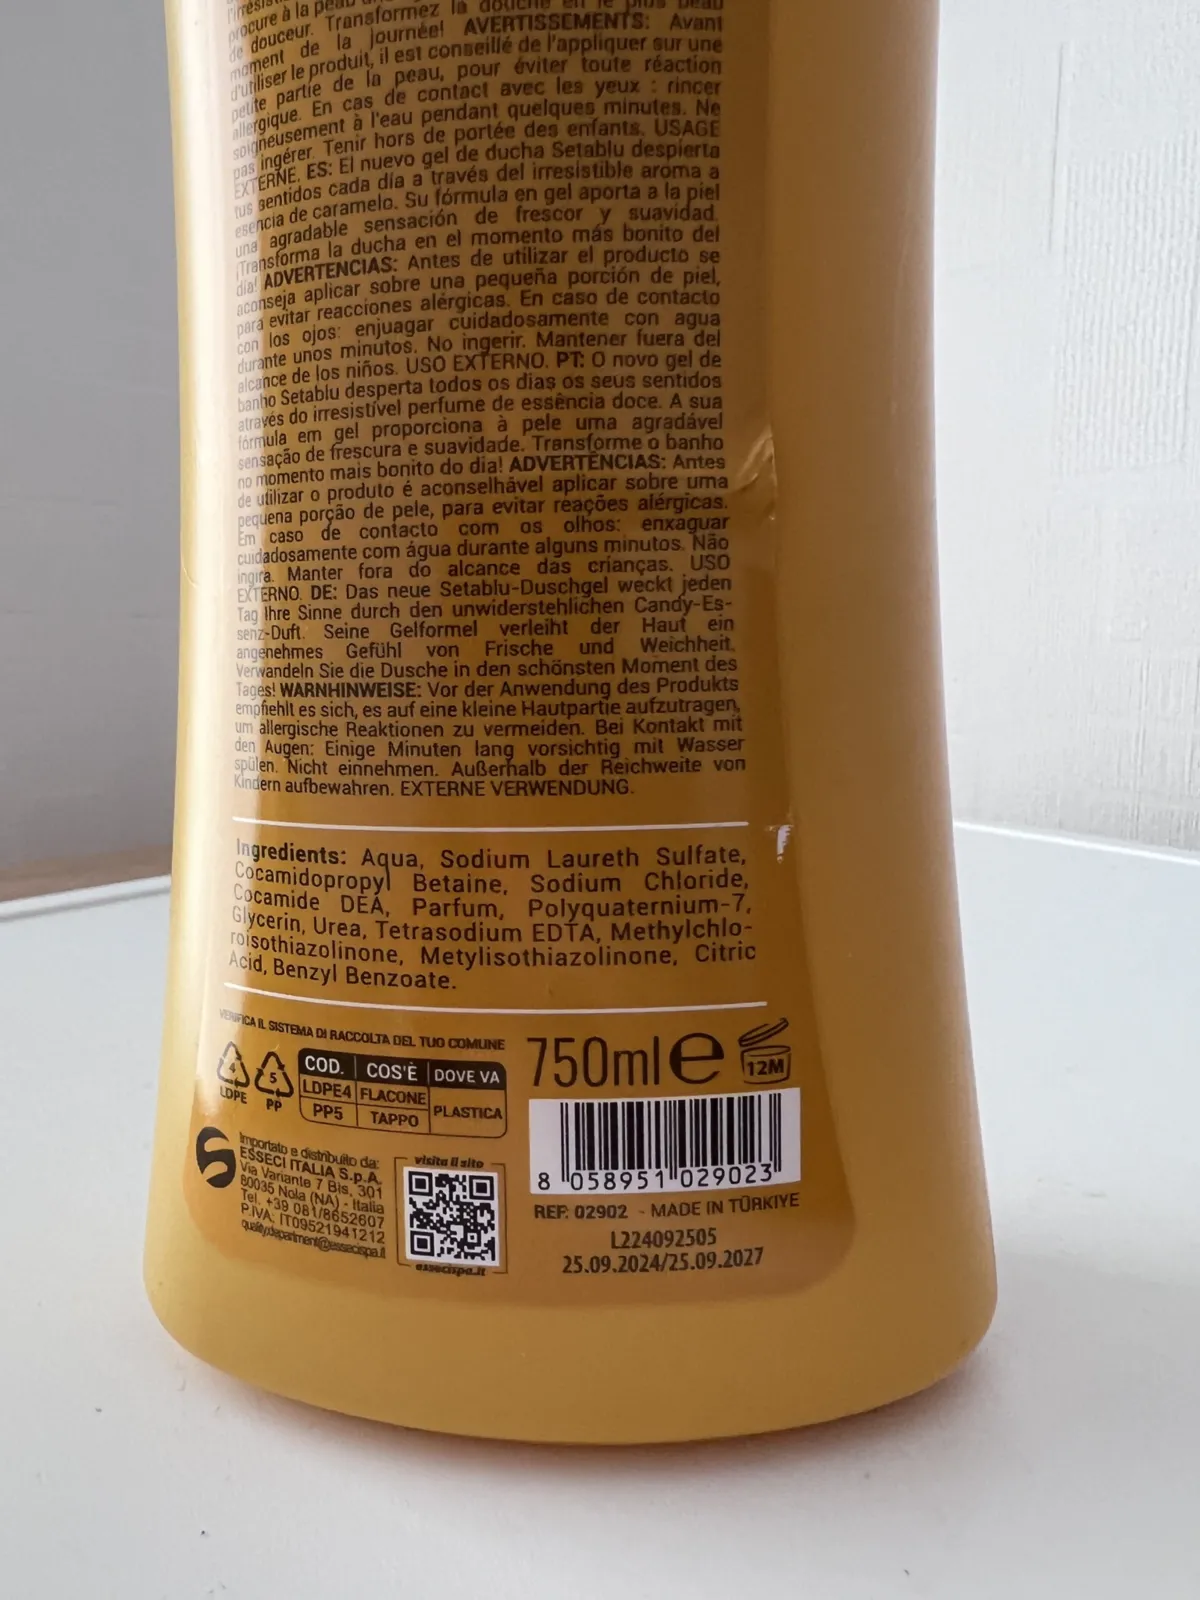 procure à la peau
de douceur. Transformez la douche en le plus beau
moment de la journée! AVERTISSEMENTS: Avant
d'utiliser le produit, il est conseillé de l'appliquer sur une
petite partie de la peau, pour éviter toute réaction
allergique. En cas de contact avec les yeux : rincer
soigneusement à l'eau pendant quelques minutes. Ne
pas ingérer. Tenir hors de portée des enfants. USAGE
EXTERNE. ES: El nuevo gel de ducha Setablu despierta
tus sentidos cada día a través del irresistible aroma a
esencia de caramelo. Su fórmula en gel aporta a la piel
una agradable sensación de frescor y suavidad.
¡Transforma la ducha en el momento más bonito del
día! ADVERTENCIAS: Antes de utilizar el producto se
aconseja aplicar sobre una pequeña porción de piel,
para evitar reacciones alérgicas. En caso de contacto
con los ojos: enjuagar cuidadosamente con agua
durante unos minutos. No ingerir. Mantener fuera del
alcance de los niños. USO EXTERNO. PT: O novo gel de
banho Setablu desperta todos os dias os seus sentidos
através do irresistível perfume de essência doce. A sua
fórmula em gel proporciona à pele uma agradável
sensação de frescura e suavidade. Transforme o banho
no momento mais bonito do dia! ADVERTÊNCIAS: Antes
de utilizar o produto é aconselhável aplicar sobre uma
pequena porção de pele, para evitar reações alérgicas.
Em caso de contacto com os olhos: enxaguar
cuidadosamente com água durante alguns minutos. Não
ingira. Manter fora do alcance das crianças. USO
EXTERNO. DE: Das neue Setablu-Duschgel weckt jeden
Tag Ihre Sinne durch den unwiderstehlichen Candy-Es-
senz-Duft. Seine Gelformel verleiht der Haut ein
angenehmes Gefühl von Frische und Weichheit.
Verwandeln Sie die Dusche in den schönsten Moment des
Tages! WARNHINWEISE: Vor der Anwendung des Produkts
empfiehlt es sich, es auf eine kleine Hautpartie aufzutragen,
um allergische Reaktionen zu vermeiden. Bei Kontakt mit
den Augen: Einige Minuten lang vorsichtig mit Wasser
spülen. Nicht einnehmen. Außerhalb der Reichweite von
Kindern aufbewahren. EXTERNE VERWENDUNG.
Ingredients: Aqua, Sodium Laureth Sulfate,
Cocamidopropyl Betaine, Sodium Chloride,
Cocamide DEA, Parfum, Polyquaternium-7,
Glycerin, Urea, Tetrasodium EDTA, Methylchlo-
roisothiazolinone, Metylisothiazolinone, Citric
Acid, Benzyl Benzoate.
VERIFICA IL SISTEMA DI RACCOLTA DEL TUO COMUNE
4 LDPE
5 PP
COD. COS'È DOVE VA
LDPE4 FLACONE
PP5 TAPPO PLASTICA
750ml e 12M
Importato e distribuito da:
ESSECI ITALIA S.p.A.
Via Variante 7 Bis, 301
80035 Nola (NA) - Italia
Tel. +39 081/8652607
P.IVA: IT09521941212
quality.department@essecispa.it
visita il sito
essecispa.it
8 058951 029023
REF: 02902 - MADE IN TÜRKIYE
L224092505
25.09.2024/25.09.2027